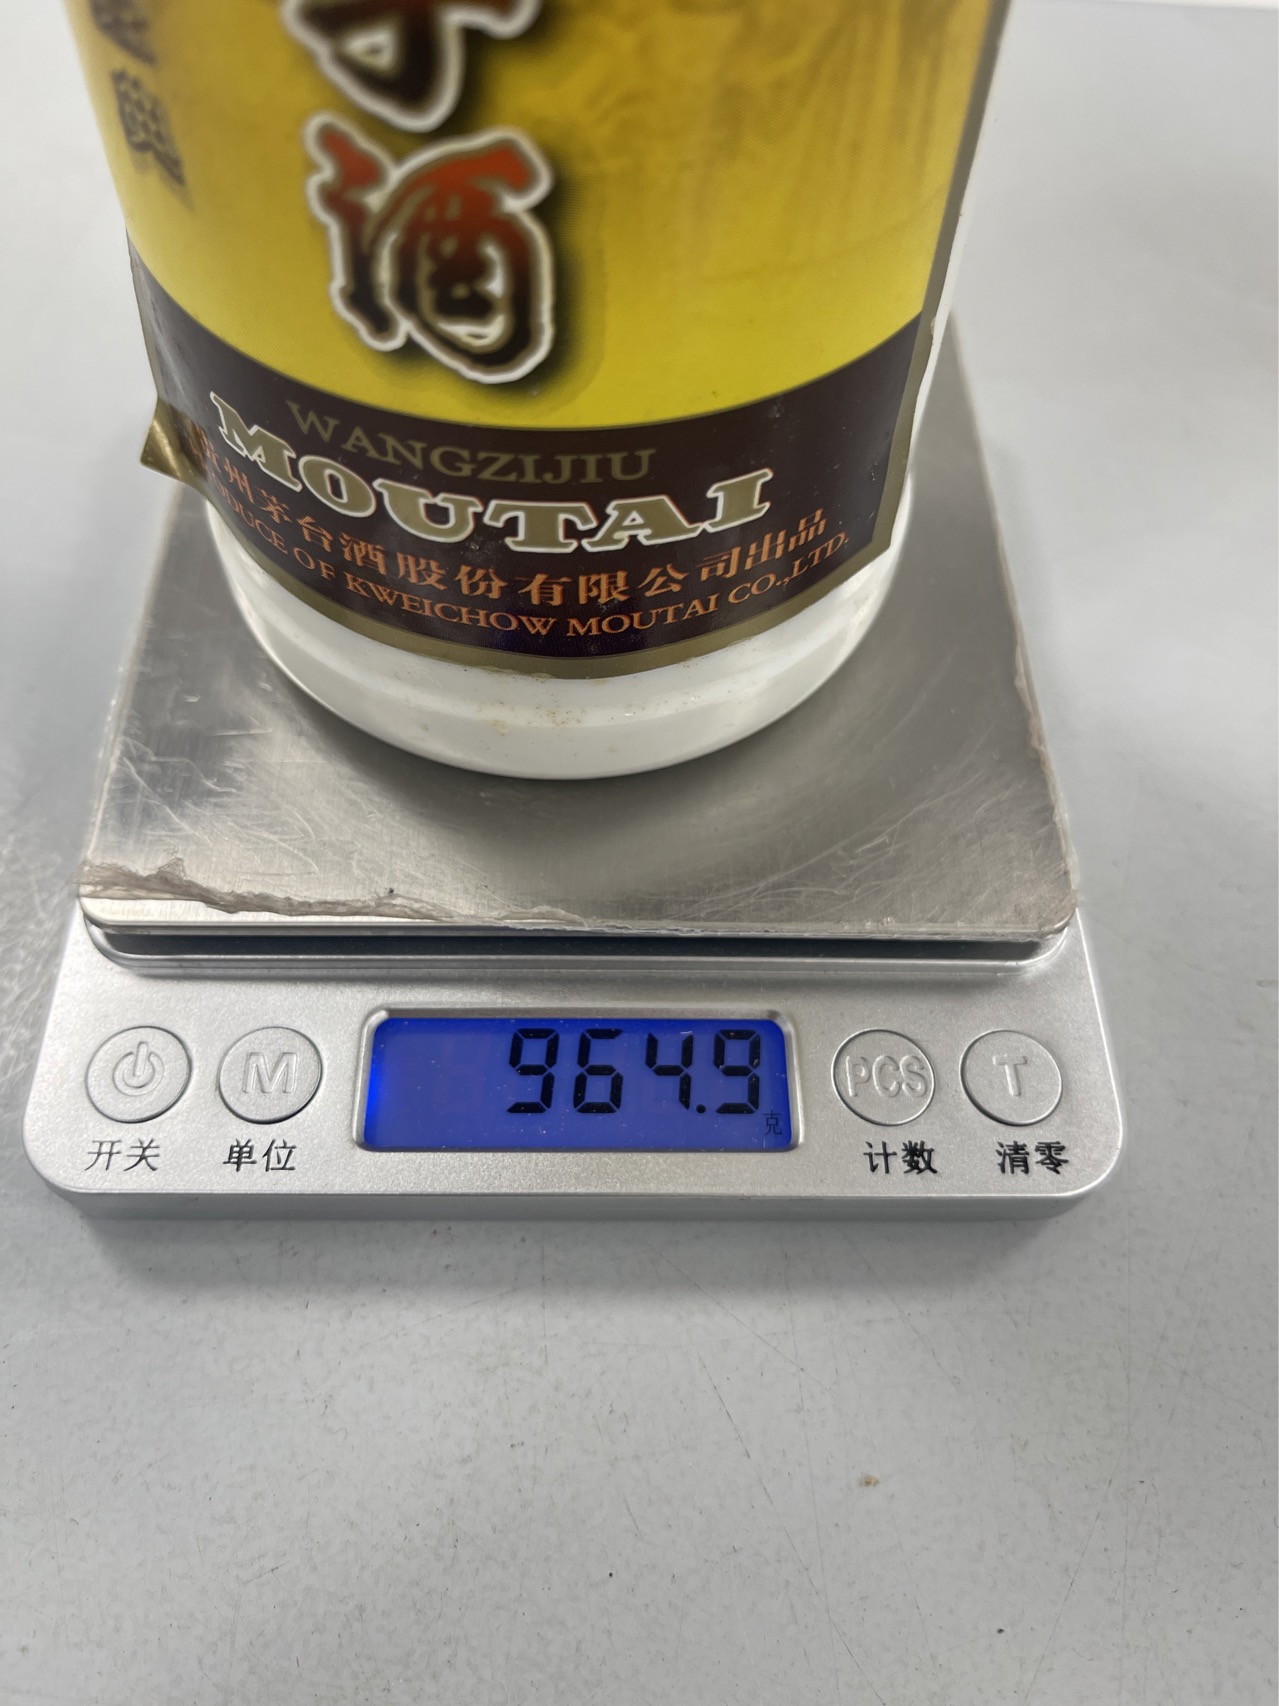 酒
WANGZIJIU
MOUTAI
州茅台酒股份有限公司出品
DUCE OF KWEICHOW MOUTAI CO.,LTD.
964.9
克
M
PCS
T
开关
单位
计数
清零